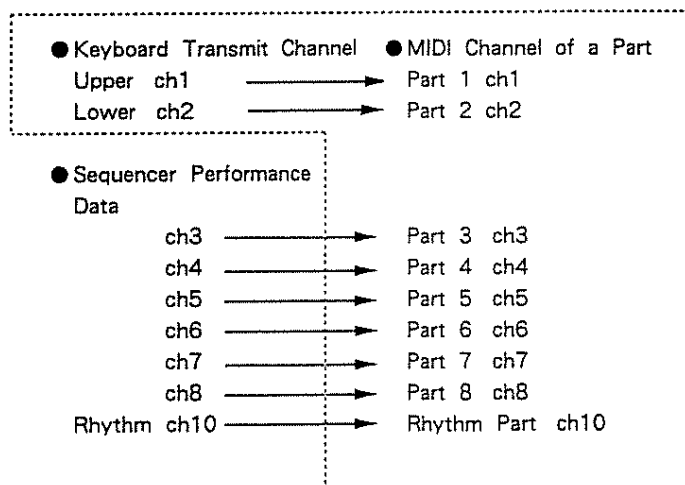 ● Keyboard Transmit Channel ● MIDI Channel of a Part
Upper ch1 Part 1 ch1
Lower ch2 Part 2 ch2
● Sequencer Performance
Data
ch3 Part 3 ch3
ch4 Part 4 ch4
ch5 Part 5 ch5
ch6 Part 6 ch6
ch7 Part 7 ch7
ch8 Part 8 ch8
Rhythm ch10 Rhythm Part ch10